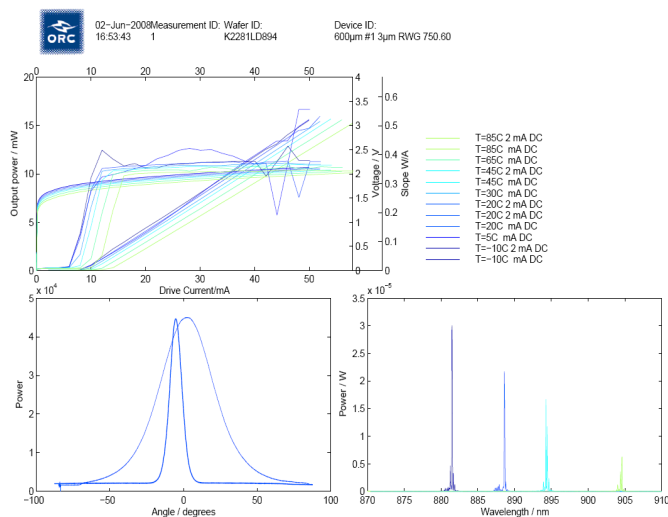 ORC
02-Jun-2008Measurement ID: Wafer ID: Device ID:
16:53:43 1 K2281LD894 600µm #1 3µm RWG 750.60
0 10 20 30 40 50
20 15 10 5 0
Output power / mW
4 3.5 3 2.5 2 1.5 1 0.5 0
Voltage / V
0.6 0.5 0.4 0.3 0.2 0.1 0
Slope W/A
0 10 20 30 40 50
Drive Current/mA
T=85C 2 mA DC
T=85C mA DC
T=65C mA DC
T=45C 2 mA DC
T=45C mA DC
T=30C mA DC
T=20C 2 mA DC
T=20C 2 mA DC
T=20C mA DC
T=5C mA DC
T=−10C 2 mA DC
T=−10C mA DC
x 10⁴
5 4 3 2 1 0
Power
−100 −50 0 50 100
Angle / degrees
x 10⁻⁵
3.5 3 2.5 2 1.5 1 0.5 0
Power / W
870 875 880 885 890 895 900 905 910
Wavelength / nm